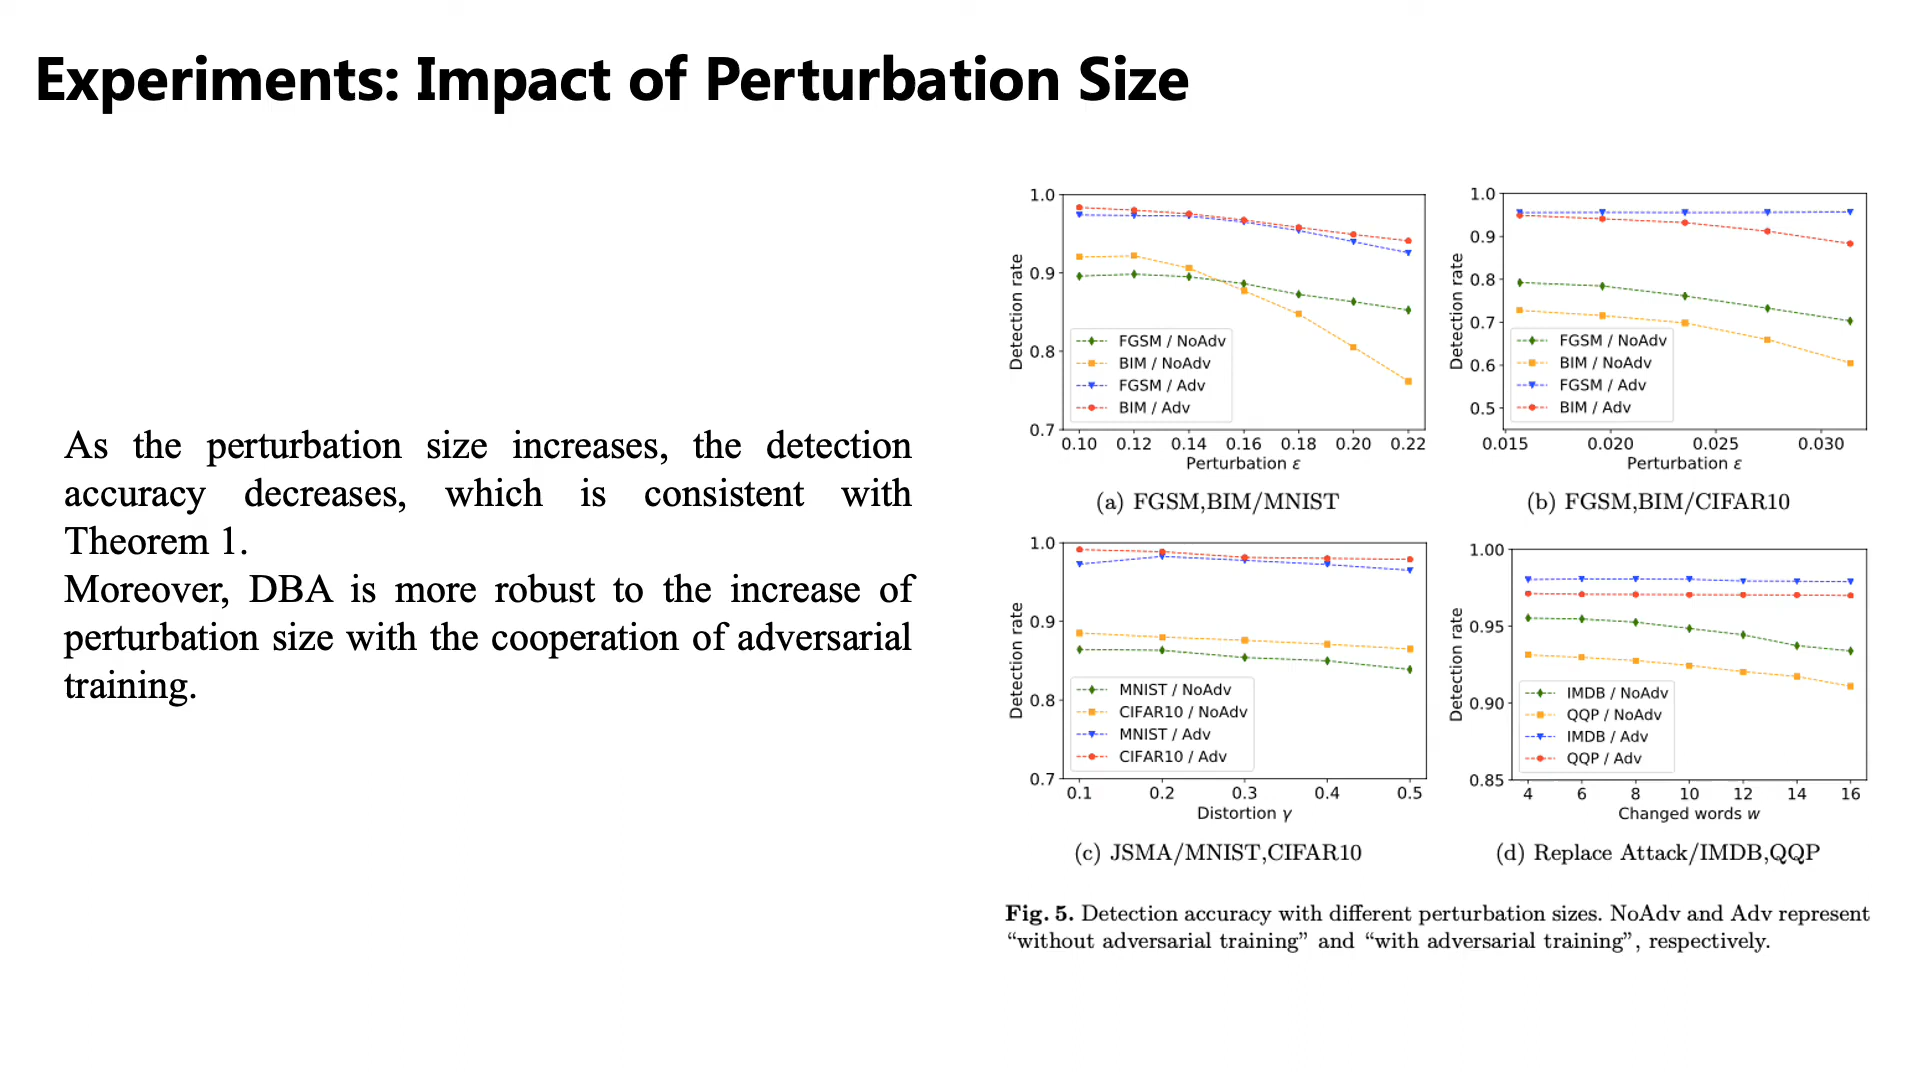 Experiments: Impact of Perturbation Size
As the perturbation size increases, the detection
accuracy decreases, which is consistent with
Theorem 1.
Moreover, DBA is more robust to the increase of
perturbation size with the cooperation of adversarial
training.
1.0
0.9
0.8
0.7
Detection rate
FGSM / NoAdv
BIM / NoAdv
FGSM / Adv
BIM / Adv
0.10 0.12 0.14 0.16 0.18 0.20 0.22
Perturbation ε
(a) FGSM,BIM/MNIST
1.0
0.9
0.8
0.7
0.6
0.5
Detection rate
FGSM / NoAdv
BIM / NoAdv
FGSM / Adv
BIM / Adv
0.015 0.020 0.025 0.030
Perturbation ε
(b) FGSM,BIM/CIFAR10
1.0
0.9
0.8
0.7
Detection rate
MNIST / NoAdv
CIFAR10 / NoAdv
MNIST / Adv
CIFAR10 / Adv
0.1 0.2 0.3 0.4 0.5
Distortion γ
(c) JSMA/MNIST,CIFAR10
1.00
0.95
0.90
0.85
Detection rate
IMDB / NoAdv
QQP / NoAdv
IMDB / Adv
QQP / Adv
4 6 8 10 12 14 16
Changed words w
(d) Replace Attack/IMDB,QQP
Fig. 5. Detection accuracy with different perturbation sizes. NoAdv and Adv represent
“without adversarial training” and “with adversarial training”, respectively.